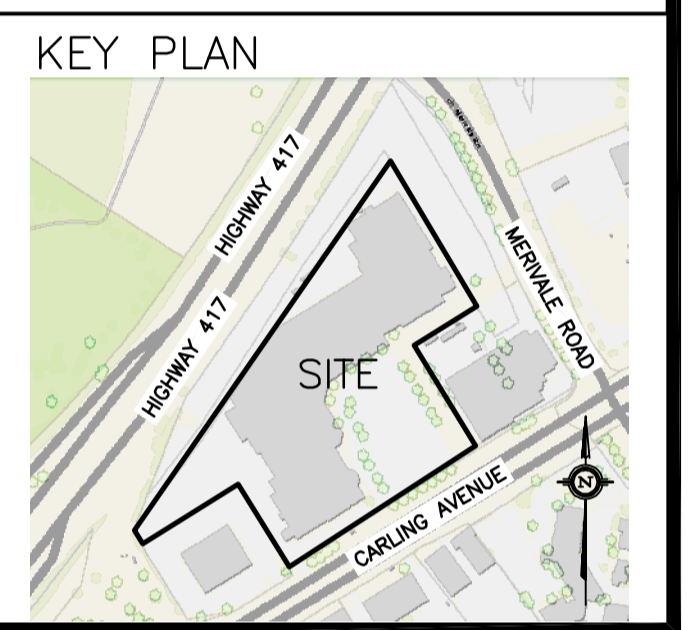 KEY PLAN
HIGHWAY 417
HIGHWAY 417
MERIVALE ROAD
SITE
CARLING AVENUE
N